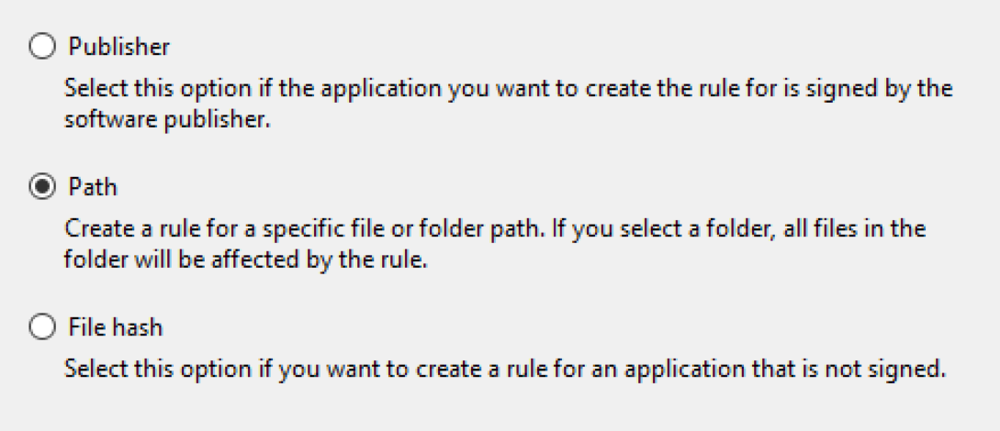 Publisher
Select this option if the application you want to create the rule for is signed by the
software publisher.
Path
Create a rule for a specific file or folder path. If you select a folder, all files in the
folder will be affected by the rule.
File hash
Select this option if you want to create a rule for an application that is not signed.